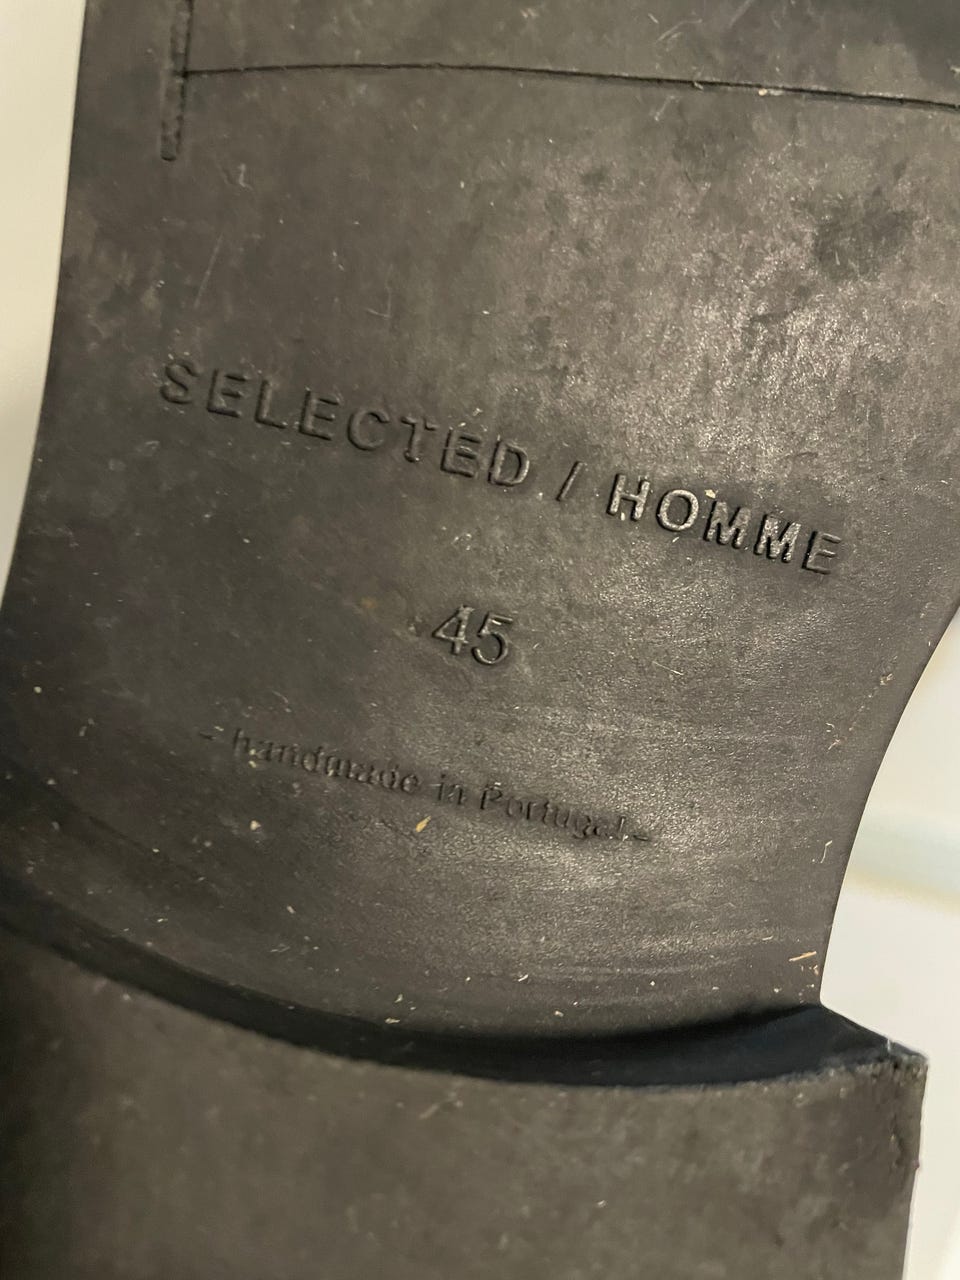 SELECTED / HOMME
45
- handmade in Portugal -